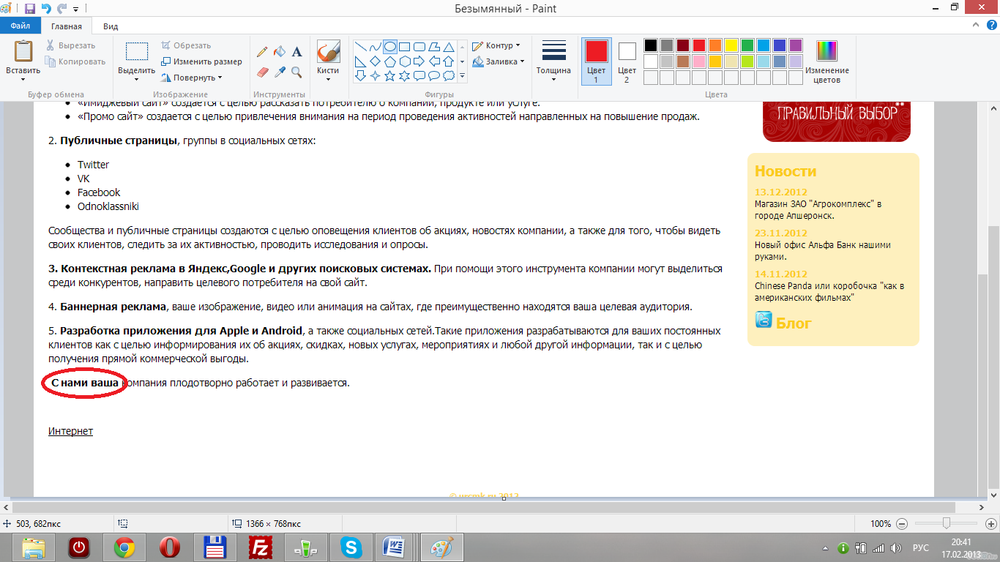 Безымянный - Paint
Файл Главная Вид
Вставить
Вырезать
Копировать
Буфер обмена
Выделить
Обрезать
Изменить размер
Повернуть
Изображение
A
Инструменты
Кисти
Контур
Заливка
Фигуры
Толщина
Цвет 1
Цвет 2
Изменение цветов
Цвета
«Имиджевый сайт» создается с целью рассказать потребителю о компании, продукте или услуге.
«Промо сайт» создается с целью привлечения внимания на период проведения активностей направленных на повышение продаж.
2. Публичные страницы, группы в социальных сетях:
Twitter
VK
Facebook
Odnoklassniki
Сообщества и публичные страницы создаются с целью оповещения клиентов об акциях, новостях компании, а также для того, чтобы видеть
своих клиентов, следить за их активностью, проводить исследования и опросы.
3. Контекстная реклама в Яндекс,Google и других поисковых системах. При помощи этого инструмента компании могут выделиться
среди конкурентов, направить целевого потребителя на свой сайт.
4. Баннерная реклама, ваше изображение, видео или анимация на сайтах, где преимущественно находятся ваша целевая аудитория.
5. Разработка приложения для Apple и Android, а также социальных сетей.Такие приложения разрабатываются для ваших постоянных
клиентов как с целью информирования их об акциях, скидках, новых услугах, мероприятиях и любой другой информации, так и с целью
получения прямой коммерческой выгоды.
С нами ваша компания плодотворно работает и развивается.
Интернет
ПРАВИЛЬНЫЙ ВЫБОР**
Новости
13.12.2012
Магазин ЗАО "Агрокомплекс" в
городе Апшеронск.
23.11.2012
Новый офис Альфа Банк нашими
руками.
14.11.2012
Chinese Panda или коробочка "как в
американских фильмах"
Блог
503, 682пкс
1366 × 768пкс
100%
РУС
20:41
17.02.2013